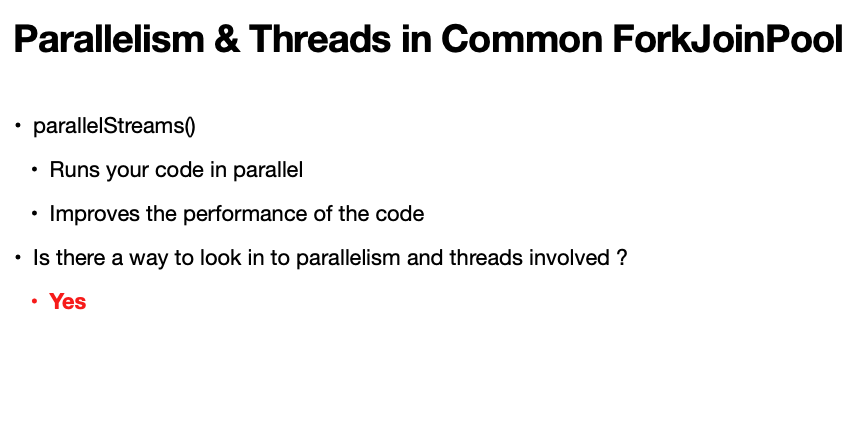 Parallelism & Threads in Common ForkJoinPool
• parallelStreams()
• Runs your code in parallel
• Improves the performance of the code
• Is there a way to look in to parallelism and threads involved ?
• Yes